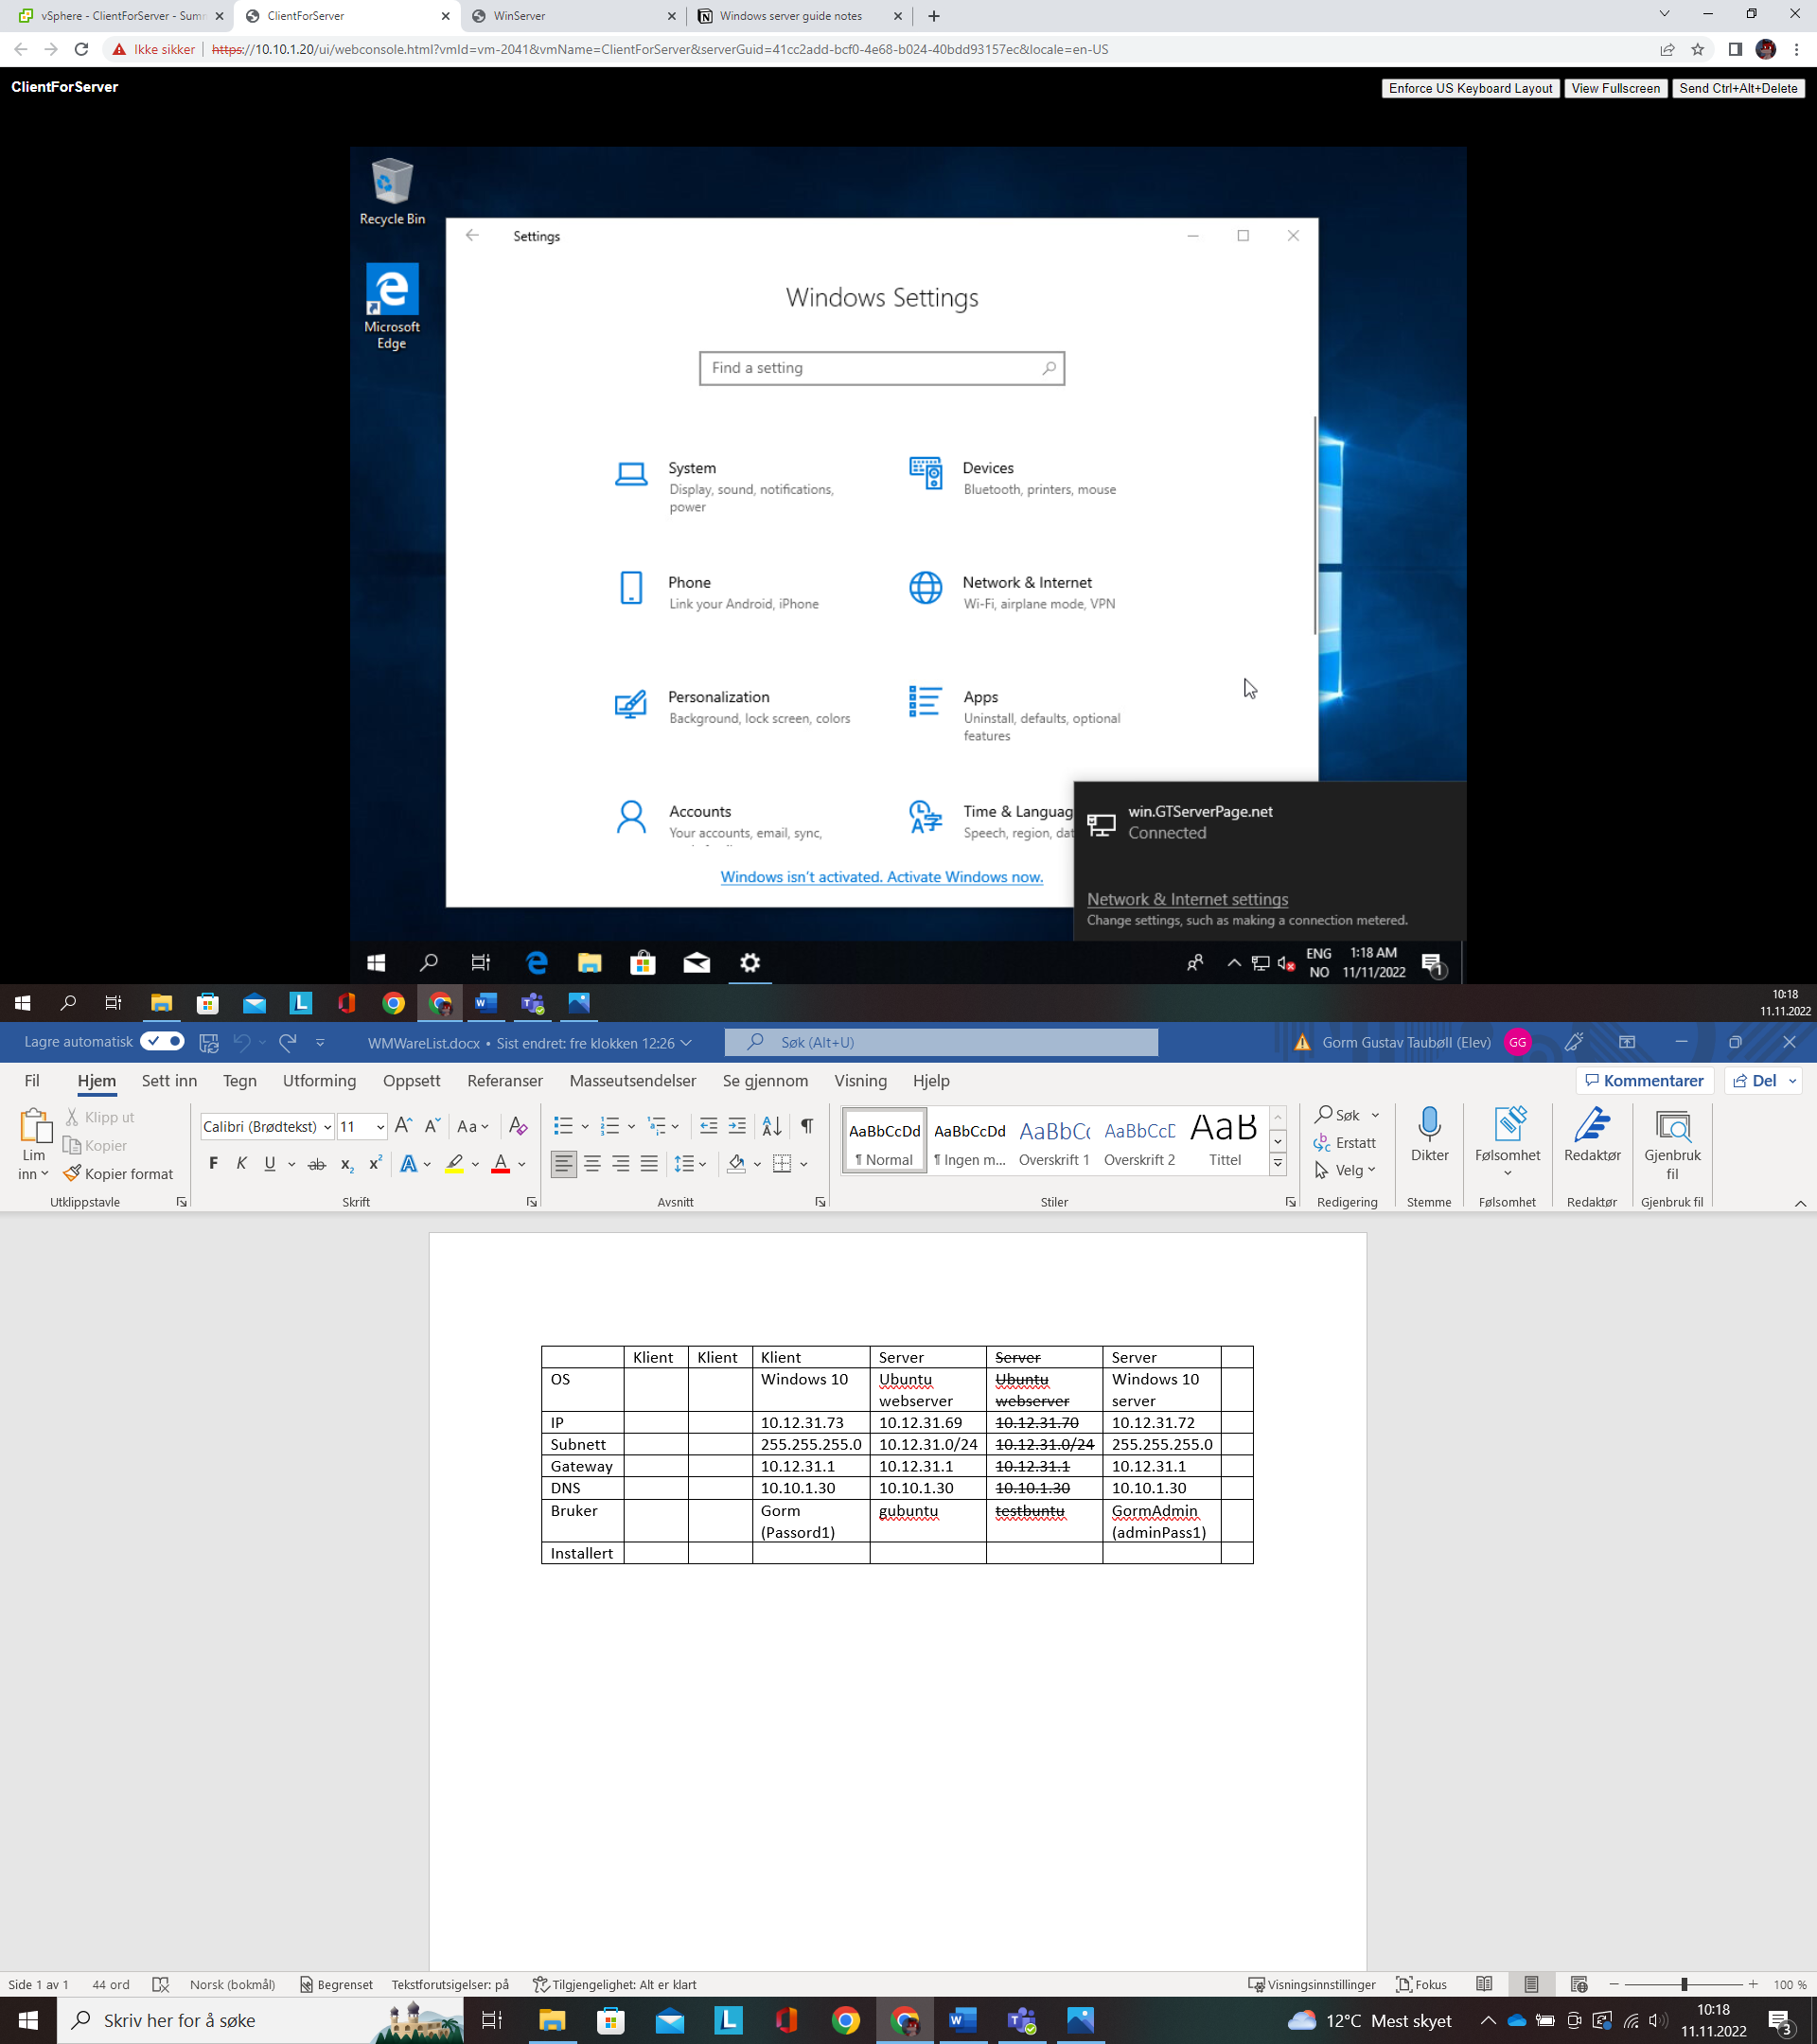 vSphere - ClientForServer - Sum
ClientForServer
WinServer
Windows server guide notes
Ikke sikker
https://10.10.1.20/ui/webconsole.html?vmId=vm-2041&vmName=ClientForServer&serverGuid=41cc2add-bcf0-4e68-b024-40bdd93157ec&locale=en-US
ClientForServer
Enforce US Keyboard Layout
View Fullscreen
Send Ctrl+Alt+Delete
Recycle Bin
Microsoft
Edge
Settings
Windows Settings
Find a setting
System
Display, sound, notifications,
power
Devices
Bluetooth, printers, mouse
Phone
Link your Android, iPhone
Network & Internet
Wi-Fi, airplane mode, VPN
Personalization
Background, lock screen, colors
Apps
Uninstall, defaults, optional
features
Accounts
Your accounts, email, sync,
Time & Languag
Speech, region, dat
Windows isn't activated. Activate Windows now.
win.GTServerPage.net
Connected
Network & Internet settings
Change settings, such as making a connection metered.
ENG
NO
1:18 AM
11/11/2022
1
10:18
11.11.2022
Lagre automatisk
WMWareList.docx • Sist endret: fre klokken 12:26
Søk (Alt+U)
Gorm Gustav Taubøll (Elev)
GG
Fil Hjem Sett inn Tegn Utforming Oppsett Referanser Masseutsendelser Se gjennom Visning Hjelp
Kommentarer
Del
Lim
inn
Klipp ut
Kopier
Kopier format
Utklippstavle
Calibri (Brødtekst) 11
F K U ab
Skrift
Avsnitt
AaBbCcDd AaBbCcDd AaBbC AaBbCcE AaB
¶ Normal ¶ Ingen m... Overskrift 1 Overskrift 2 Tittel
Stiler
Søk
Erstatt
Velg
Redigering
Dikter
Stemme
Følsomhet
Følsomhet
Redaktør
Redaktør
Gjenbruk
fil
Gjenbruk fil
Klient Klient Klient Server Server Server
OS Windows 10 Ubuntu webserver Ubuntu webserver Windows 10 server
IP 10.12.31.73 10.12.31.69 10.12.31.70 10.12.31.72
Subnett 255.255.255.0 10.12.31.0/24 10.12.31.0/24 255.255.255.0
Gateway 10.12.31.1 10.12.31.1 10.12.31.1 10.12.31.1
DNS 10.10.1.30 10.10.1.30 10.10.1.30 10.10.1.30
Bruker Gorm (Passord1) gubuntu testbuntu GormAdmin (adminPass1)
Installert
Side 1 av 1
44 ord
Norsk (bokmål)
Begrenset
Tekstforutsigelser: på
Tilgjengelighet: Alt er klart
Visningsinnstillinger
Fokus
100 %
Skriv her for å søke
12°C Mest skyet
10:18
11.11.2022
3